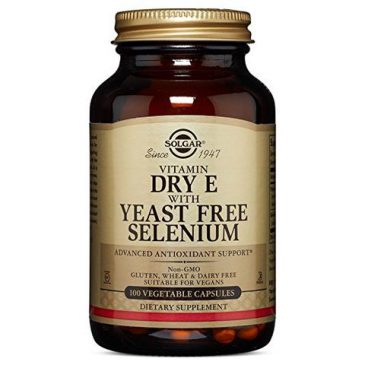 SOLGAR®
Since 1947
VITAMIN
DRY E
WITH
YEAST FREE
SELENIUM
ADVANCED ANTIOXIDANT SUPPORT*
NON-GMO
GLUTEN, WHEAT & DAIRY FREE
SUITABLE FOR VEGANS
100 VEGETABLE CAPSULES
DIETARY SUPPLEMENT